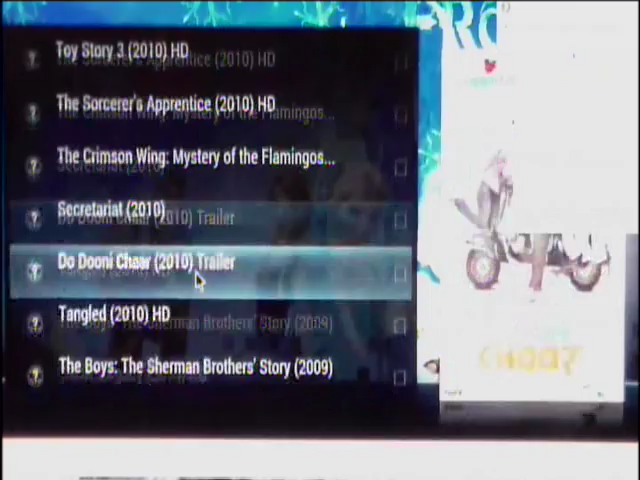 Toy Story 3 (2010) HD
The Sorcerer's Apprentice (2010) HD
The Crimson Wing: Mystery of the Flamingos...
Secretariat (2010)
Do Dooni Chaar (2010) Trailer
Tangled (2010) HD
The Boys: The Sherman Brothers' Story (2009)